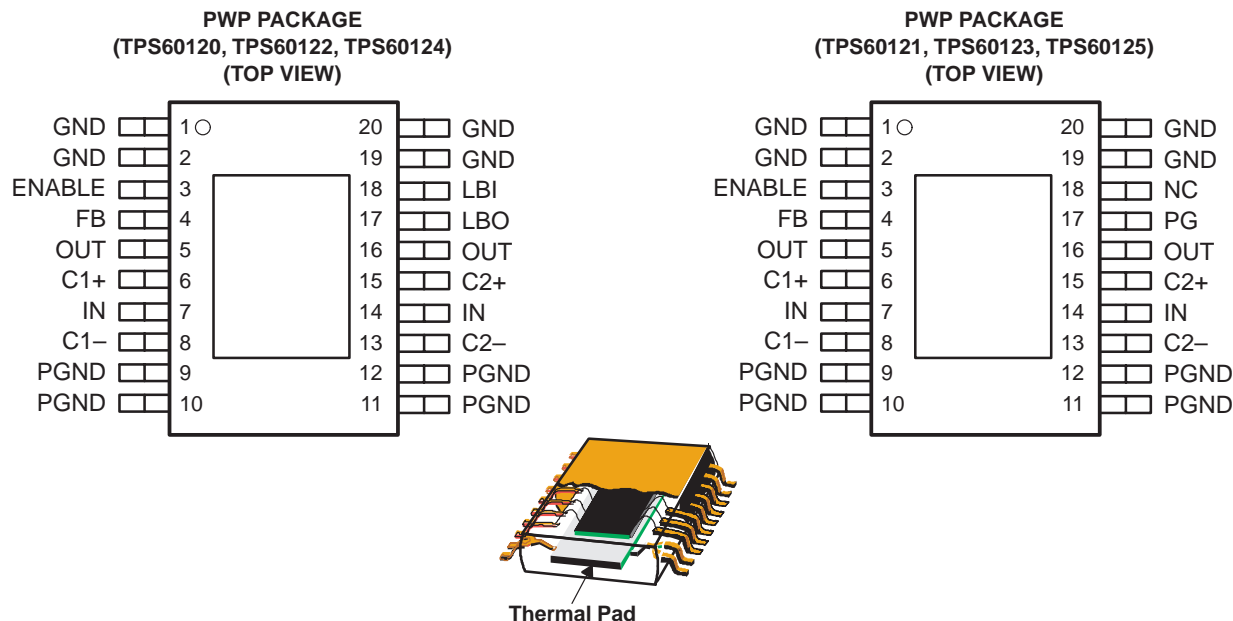 PWP PACKAGE
(TPS60120, TPS60122, TPS60124)
(TOP VIEW)
GND 1 20 GND
GND 2 19 GND
ENABLE 3 18 LBI
FB 4 17 LBO
OUT 5 16 OUT
C1+ 6 15 C2+
IN 7 14 IN
C1– 8 13 C2–
PGND 9 12 PGND
PGND 10 11 PGND
PWP PACKAGE
(TPS60121, TPS60123, TPS60125)
(TOP VIEW)
GND 1 20 GND
GND 2 19 GND
ENABLE 3 18 NC
FB 4 17 PG
OUT 5 16 OUT
C1+ 6 15 C2+
IN 7 14 IN
C1– 8 13 C2–
PGND 9 12 PGND
PGND 10 11 PGND
Thermal Pad